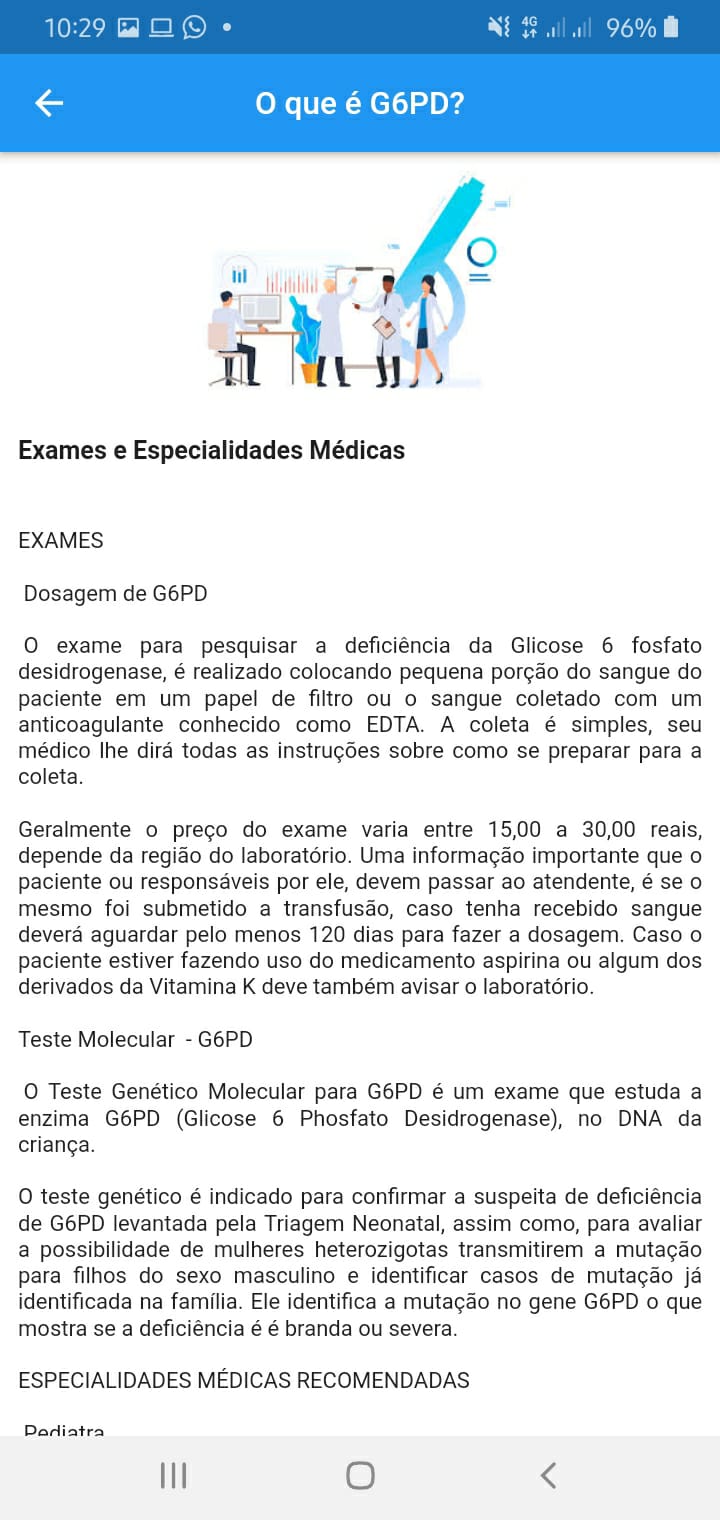 10:29
4G
96%
O que é G6PD?
Exames e Especialidades Médicas
EXAMES
Dosagem de G6PD
O exame para pesquisar a deficiência da Glicose 6 fosfato
desidrogenase, é realizado colocando pequena porção do sangue do
paciente em um papel de filtro ou o sangue coletado com um
anticoagulante conhecido como EDTA. A coleta é simples, seu
médico lhe dirá todas as instruções sobre como se preparar para a
coleta.
Geralmente o preço do exame varia entre 15,00 a 30,00 reais,
depende da região do laboratório. Uma informação importante que o
paciente ou responsáveis por ele, devem passar ao atendente, é se o
mesmo foi submetido a transfusão, caso tenha recebido sangue
deverá aguardar pelo menos 120 dias para fazer a dosagem. Caso o
paciente estiver fazendo uso do medicamento aspirina ou algum dos
derivados da Vitamina K deve também avisar o laboratório.
Teste Molecular - G6PD
O Teste Genético Molecular para G6PD é um exame que estuda a
enzima G6PD (Glicose 6 Phosfato Desidrogenase), no DNA da
criança.
O teste genético é indicado para confirmar a suspeita de deficiência
de G6PD levantada pela Triagem Neonatal, assim como, para avaliar
a possibilidade de mulheres heterozigotas transmitirem a mutação
para filhos do sexo masculino e identificar casos de mutação já
identificada na família. Ele identifica a mutação no gene G6PD o que
mostra se a deficiência é é branda ou severa.
ESPECIALIDADES MÉDICAS RECOMENDADAS
Pediatra